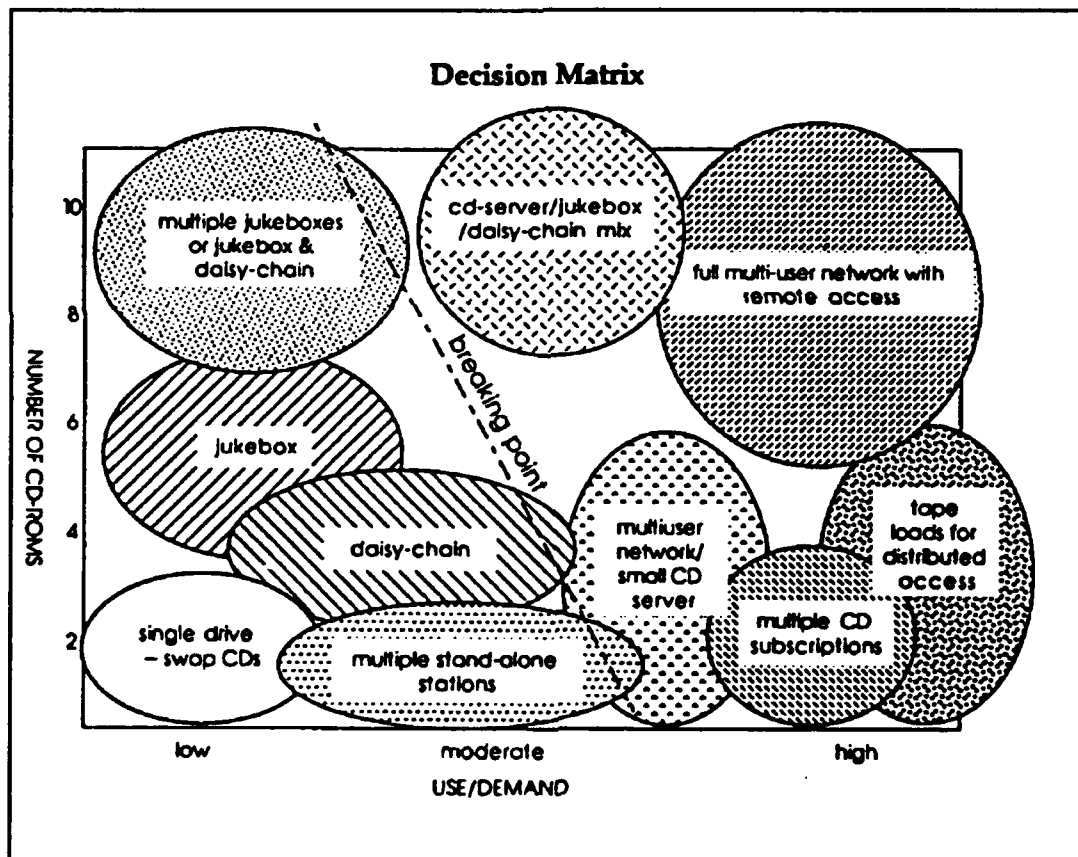 Decision Matrix
10
8
6
4
2
NUMBER OF CD-ROMS
multiple jukeboxes
or jukebox &
daisy-chain
cd-server/jukebox
/daisy-chain mix
full multi-user network with
remote access
breaking point
jukebox
daisy-chain
multiuser
network/
small CD
server
tape
loads for
distributed
access
single drive
– swap CDs
multiple stand-alone
stations
multiple CD
subscriptions
low
moderate
high
USE/DEMAND